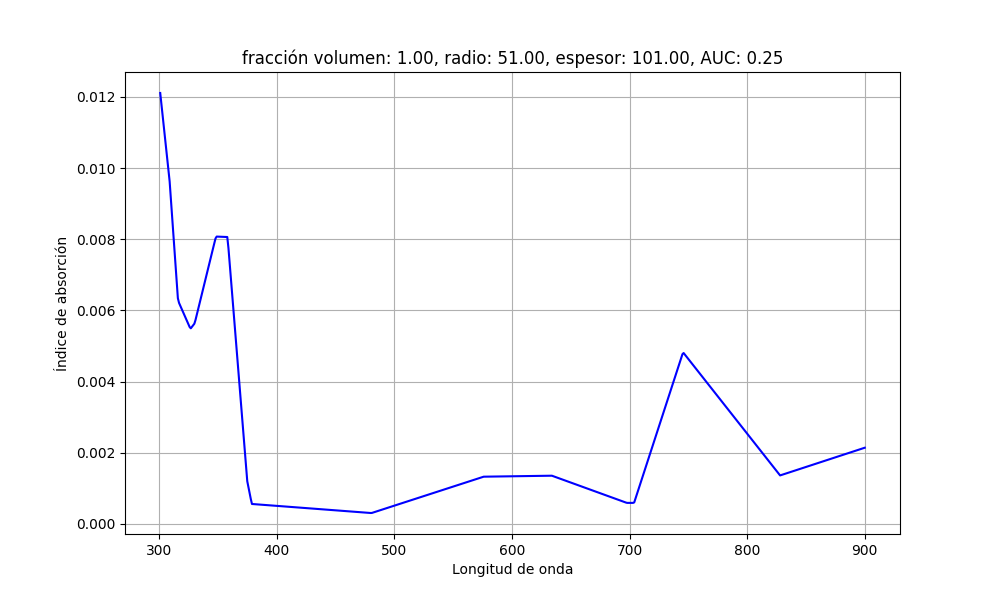 fracción volumen: 1.00, radio: 51.00, espesor: 101.00, AUC: 0.25
Índice de absorción
0.012
0.010
0.008
0.006
0.004
0.002
0.000
300 400 500 600 700 800 900
Longitud de onda